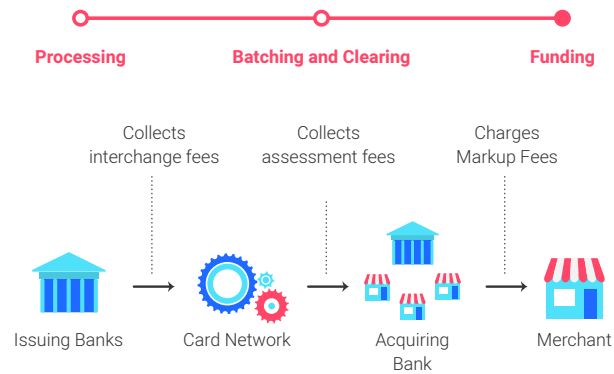 Processing
Batching and Clearing
Funding
Collects
interchange fees
Collects
assessment fees
Charges
Markup Fees
Issuing Banks
Card Network
Acquiring
Bank
Merchant